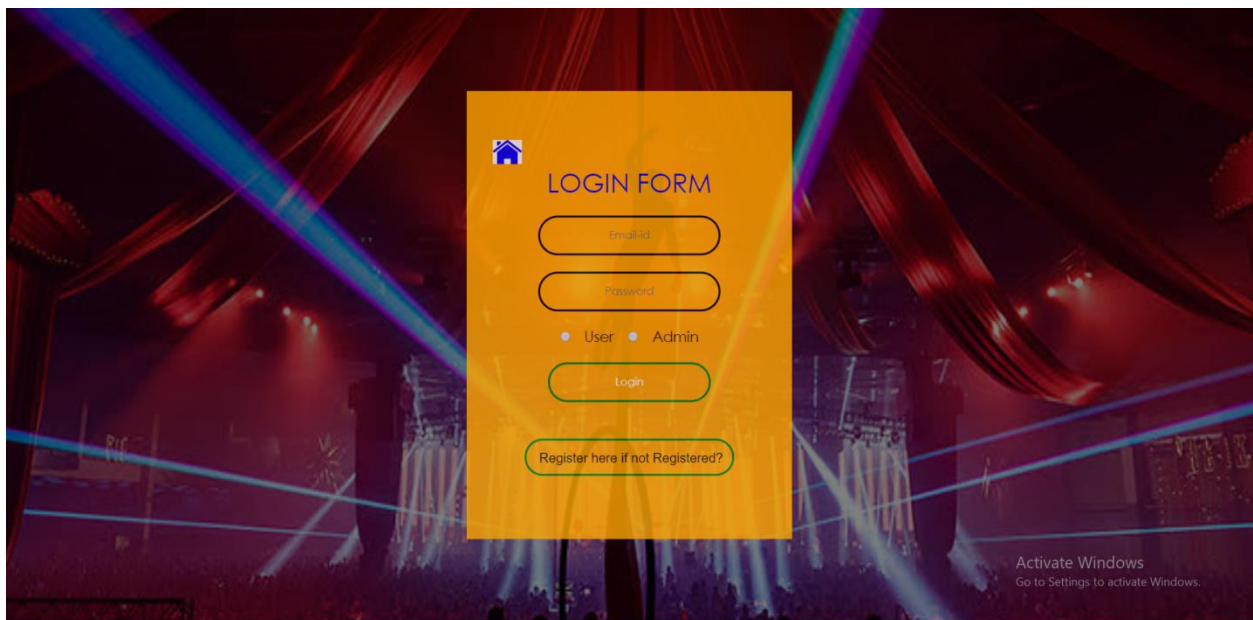 LOGIN FORM
Email-id
Password
User Admin
Login
Register here if not Registered?
Activate Windows
Go to Settings to activate Windows.